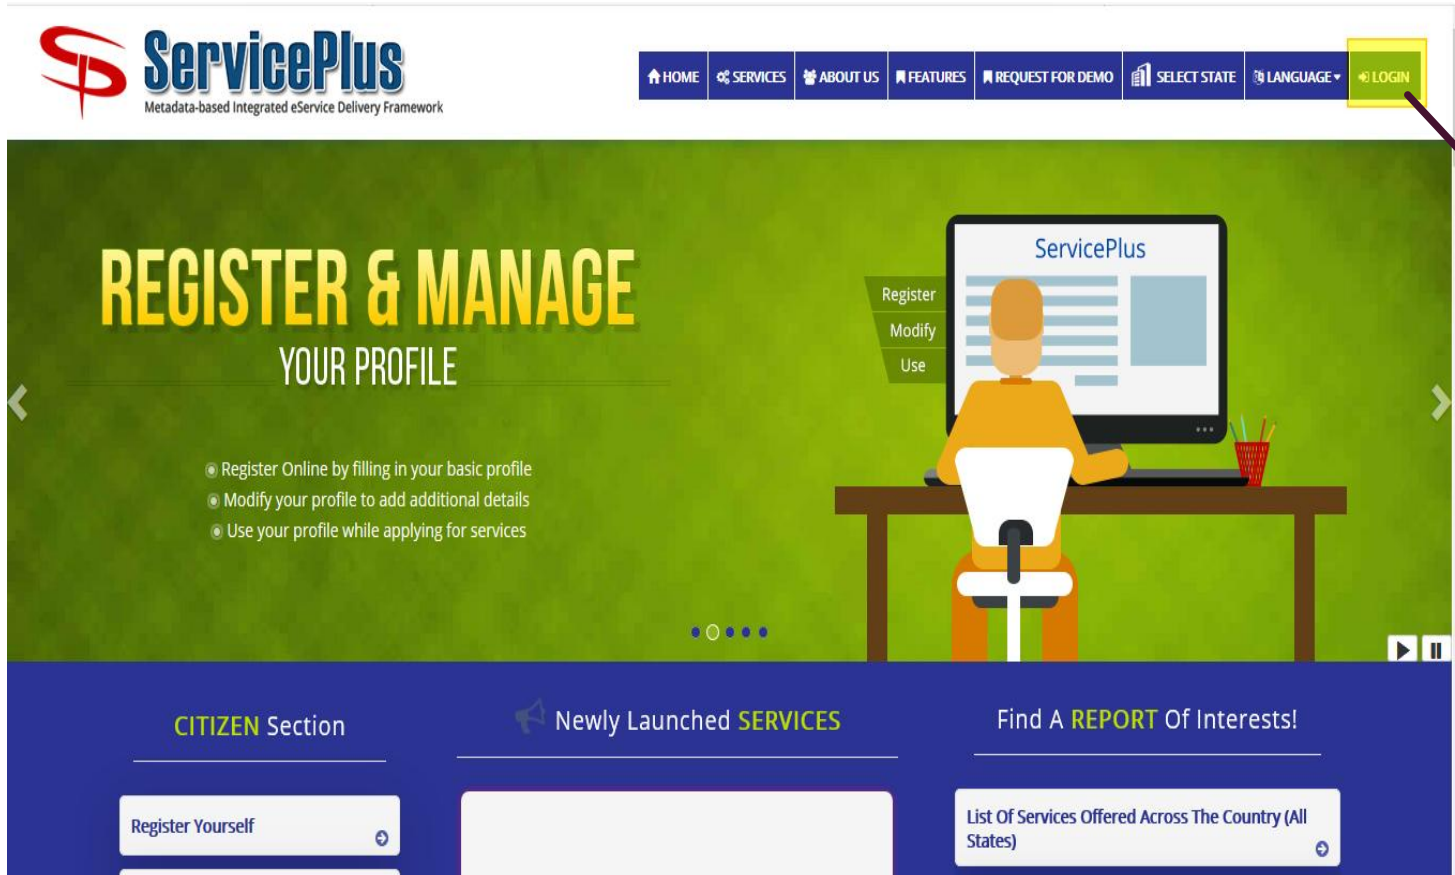 ServicePlus
Metadata-based Integrated eService Delivery Framework
HOME SERVICES ABOUT US FEATURES REQUEST FOR DEMO SELECT STATE LANGUAGE LOGIN
REGISTER & MANAGE
YOUR PROFILE
Register Online by filling in your basic profile
Modify your profile to add additional details
Use your profile while applying for services
ServicePlus
Register
Modify
Use
CITIZEN Section
Register Yourself
Newly Launched SERVICES
Find A REPORT Of Interests!
List Of Services Offered Across The Country (All
States)